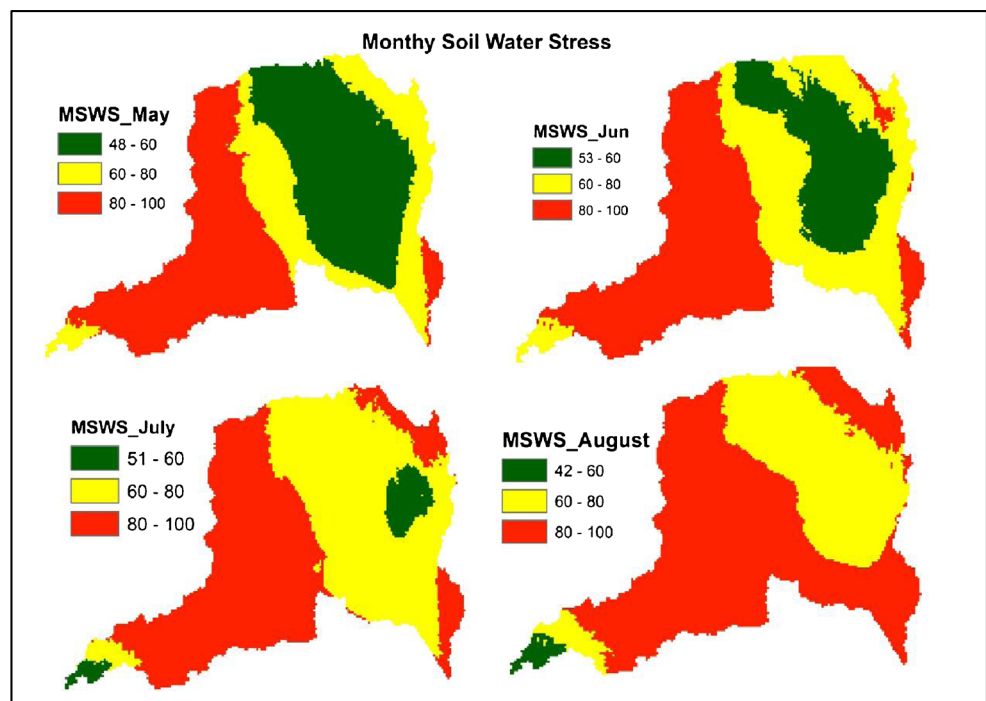 Monthy Soil Water Stress
MSWS_May
48 - 60
60 - 80
80 - 100
MSWS_Jun
53 - 60
60 - 80
80 - 100
MSWS_July
51 - 60
60 - 80
80 - 100
MSWS_August
42 - 60
60 - 80
80 - 100